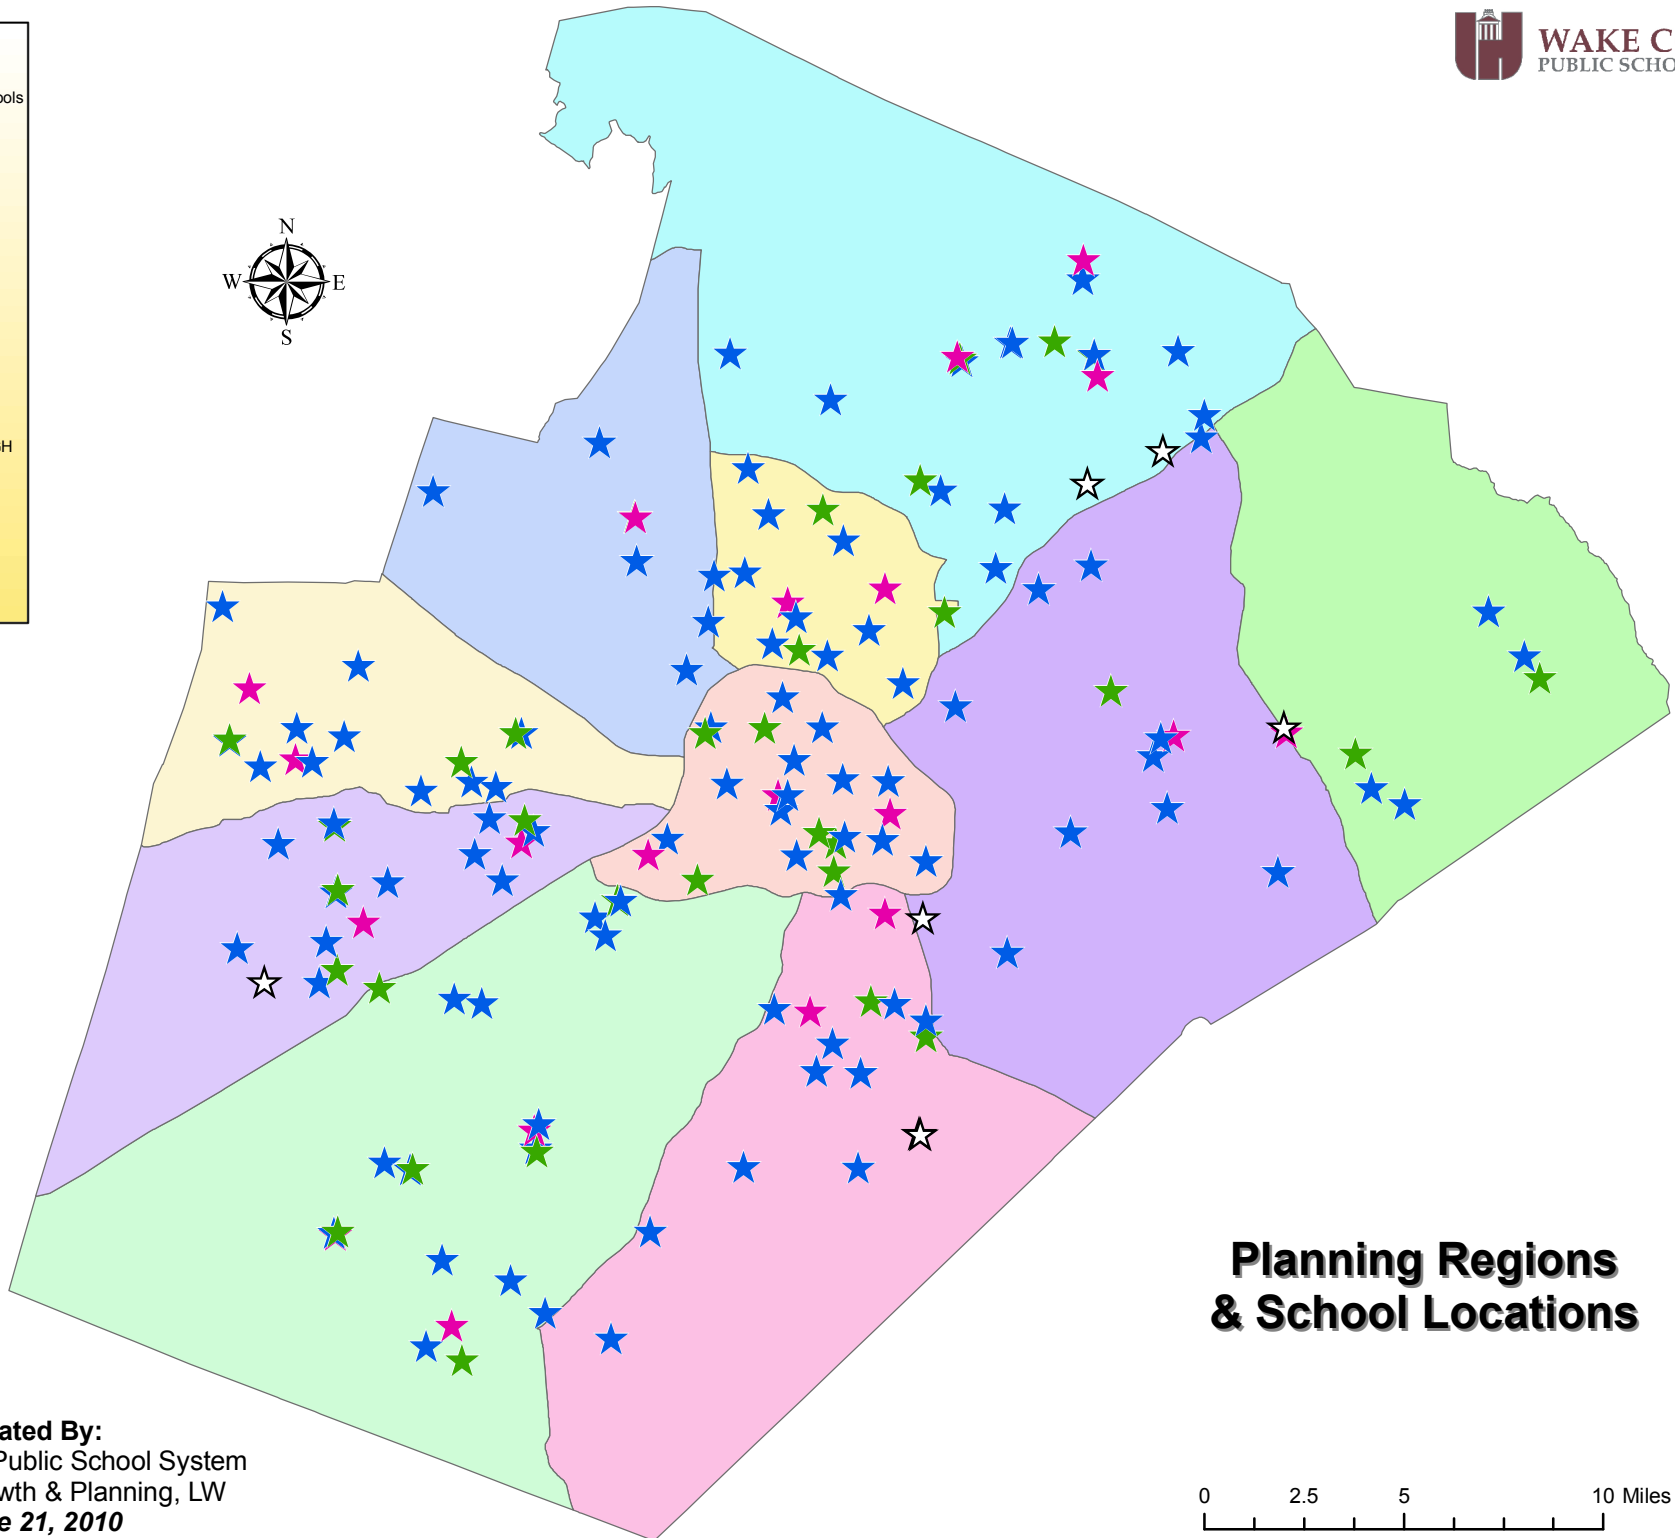 WAKE C
PUBLIC SCHO
ools
N
W E
S
GH
Planning Regions
& School Locations
ated By:
Public School System
wth & Planning, LW
e 21, 2010
0 2.5 5 10 Miles